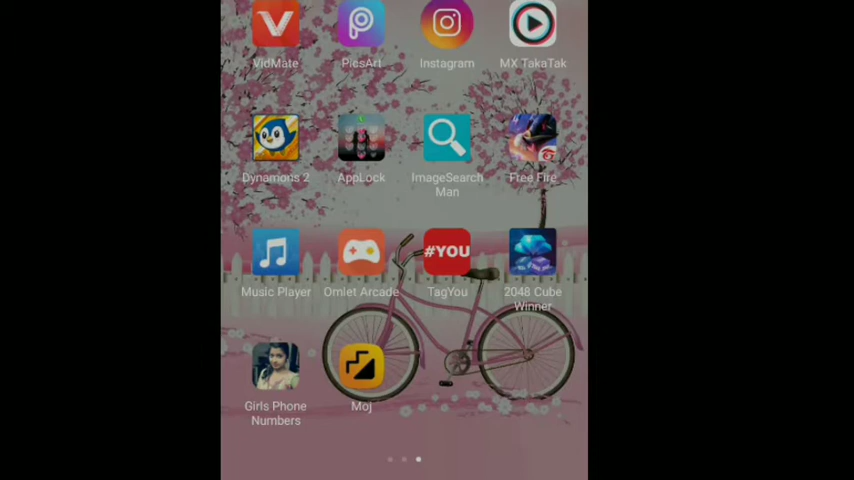 VidMate
PicsArt
Instagram
MX TakaTak
Dynamons 2
AppLock
ImageSearch
Man
Free Fire
#YOU
Music Player
Omlet Arcade
TagYou
2048 Cube
Winner
Girls Phone
Numbers
Moj